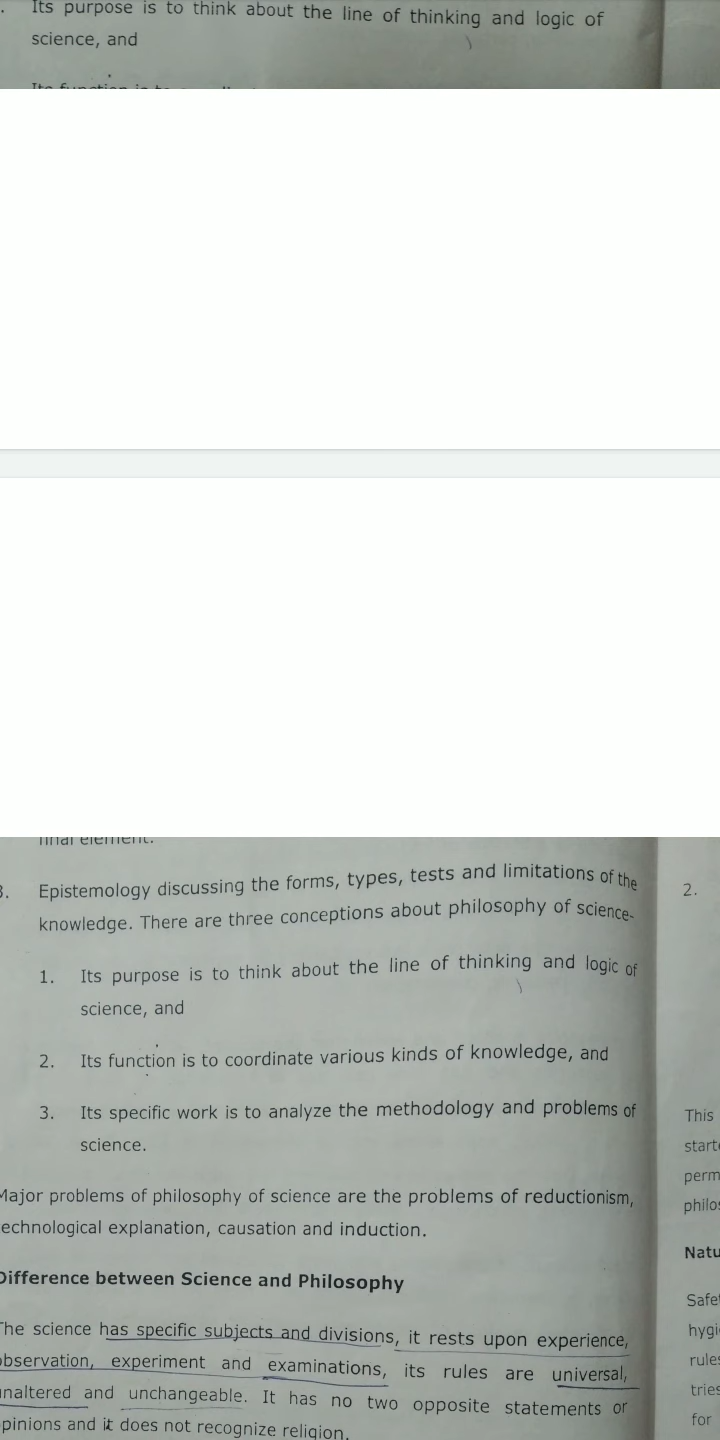 . Its purpose is to think about the line of thinking and logic of
science, and
final element.
3. Epistemology discussing the forms, types, tests and limitations of the
knowledge. There are three conceptions about philosophy of science-
1. Its purpose is to think about the line of thinking and logic of
science, and
2. Its function is to coordinate various kinds of knowledge, and
3. Its specific work is to analyze the methodology and problems of
science.
Major problems of philosophy of science are the problems of reductionism,
echnological explanation, causation and induction.
Difference between Science and Philosophy
The science has specific subjects and divisions, it rests upon experience,
observation, experiment and examinations, its rules are universal,
unaltered and unchangeable. It has no two opposite statements or
pinions and it does not recognize religion.
2.
This
start
perm
philos
Natu
Safe
hygi
rules
tries
for